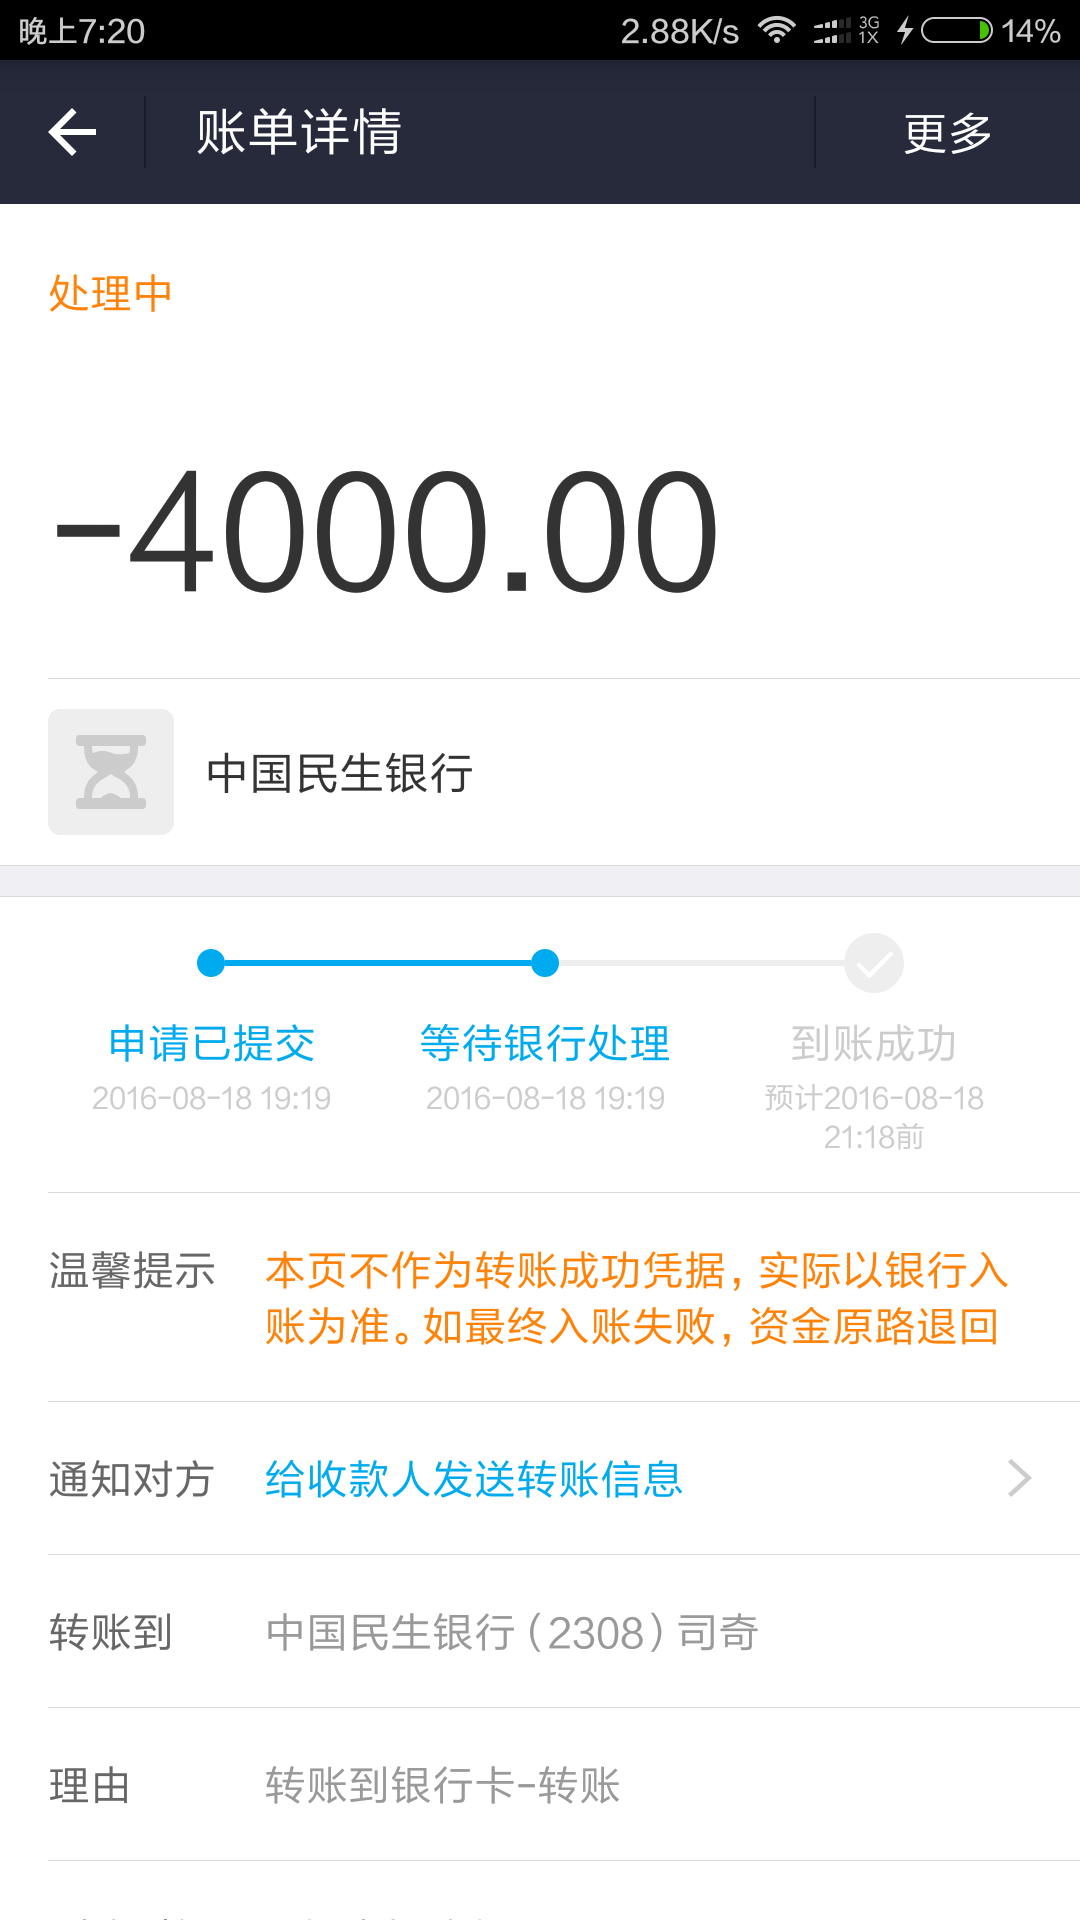 晚上7:20 2.88K/s 3G 1X 14%
账单详情 更多
处理中
-4000.00
中国民生银行
申请已提交 等待银行处理 到账成功
2016-08-18 19:19 2016-08-18 19:19 预计2016-08-18
21:18前
温馨提示 本页不作为转账成功凭据，实际以银行入
账为准。如最终入账失败，资金原路退回
通知对方 给收款人发送转账信息
转账到 中国民生银行（2308）司奇
理由 转账到银行卡-转账